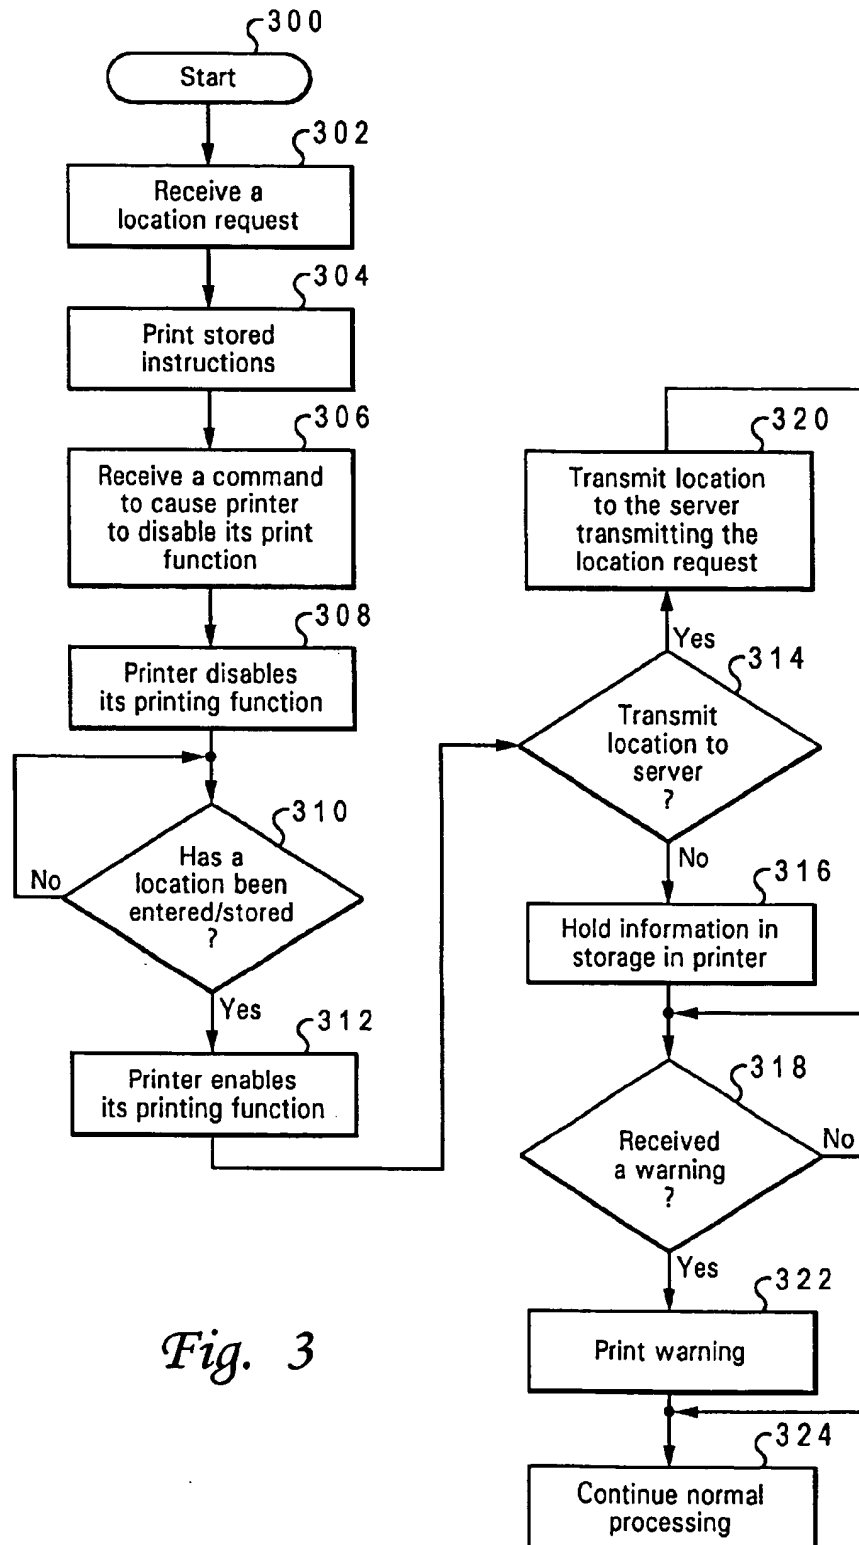 300
Start
302
Receive a
location request
304
Print stored
instructions
306
Receive a command
to cause printer
to disable its print
function
308
Printer disables
its printing function
310
Has a
location been
entered/stored
?
No
Yes
312
Printer enables
its printing function
320
Transmit location
to the server
transmitting the
location request
Yes
314
Transmit
location to
server
?
No
316
Hold information in
storage in printer
318
Received
a warning
?
No
Yes
322
Print warning
324
Continue normal
processing
Fig. 3